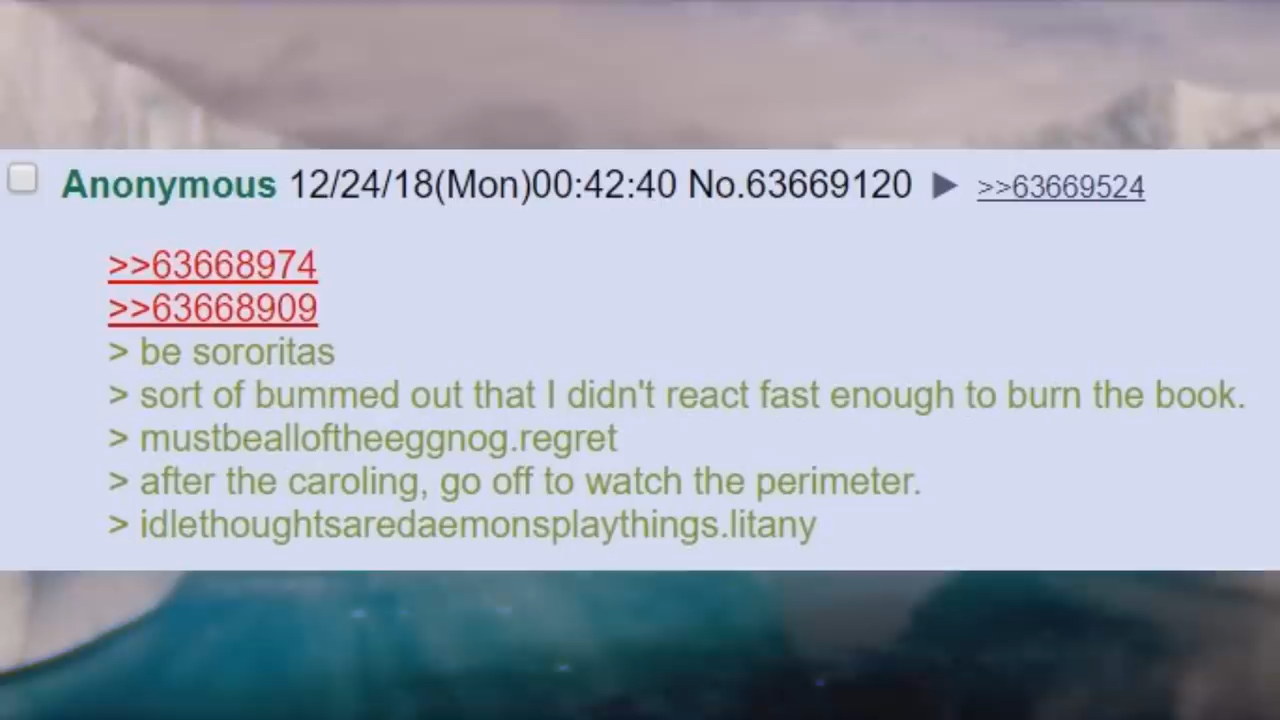 Anonymous 12/24/18(Mon)00:42:40 No.63669120 ▶ >>63669524
>>63668974
>>63668909
> be sororitas
> sort of bummed out that I didn't react fast enough to burn the book.
> mustbealloftheeggnog.regret
> after the caroling, go off to watch the perimeter.
> idlethoughtsaredaemonsplaythings.litany